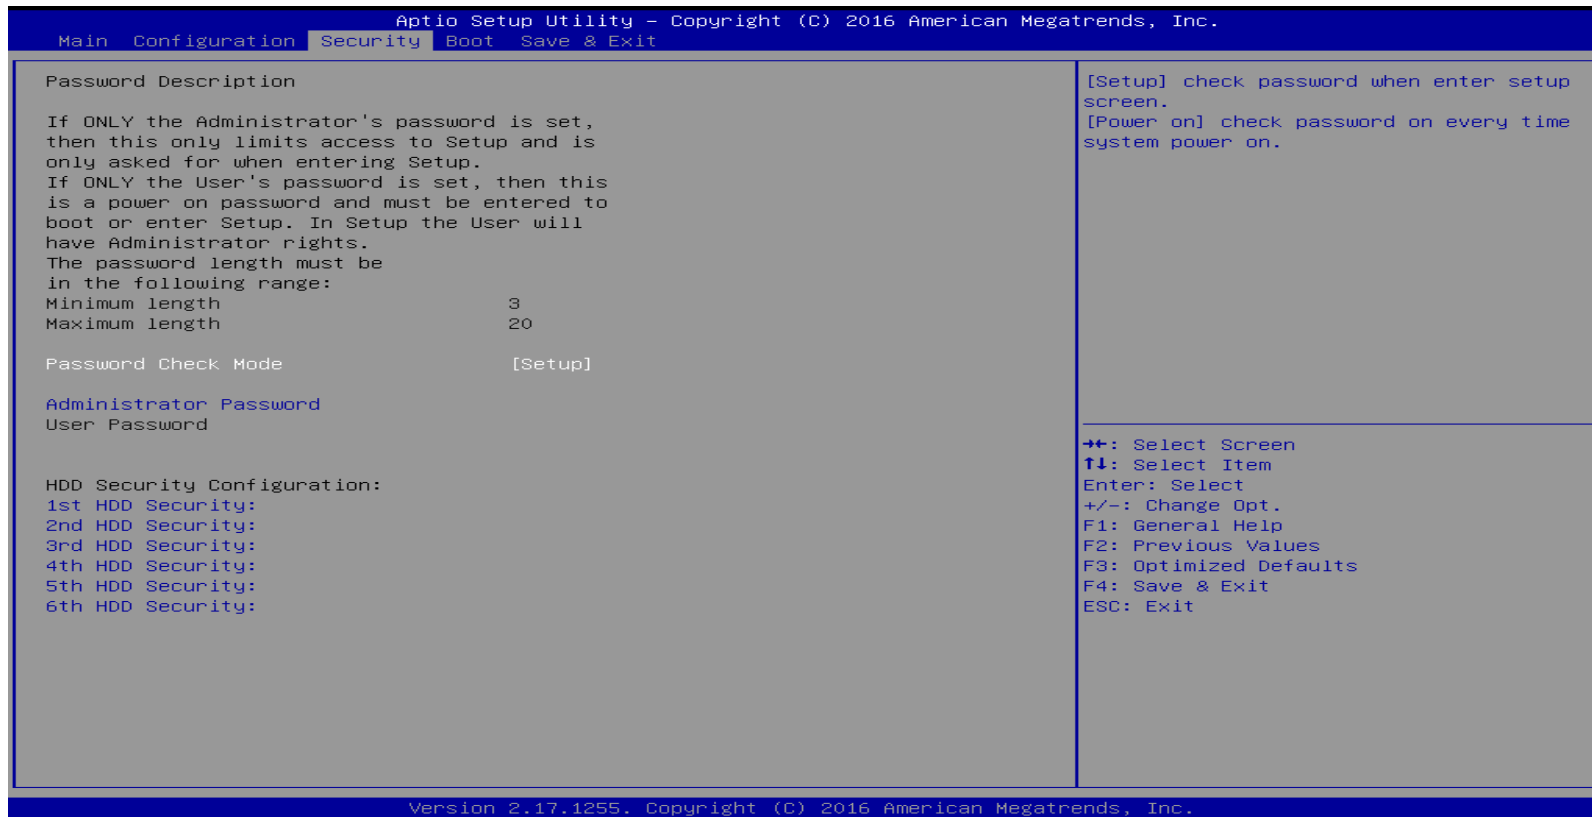 Aptio Setup Utility – Copyright (C) 2016 American Megatrends, Inc.
Main Configuration Security Boot Save & Exit
Password Description
If ONLY the Administrator's password is set,
then this only limits access to Setup and is
only asked for when entering Setup.
If ONLY the User's password is set, then this
is a power on password and must be entered to
boot or enter Setup. In Setup the User will
have Administrator rights.
The password length must be
in the following range:
Minimum length 3
Maximum length 20
Password Check Mode [Setup]
Administrator Password
User Password
HDD Security Configuration:
1st HDD Security:
2nd HDD Security:
3rd HDD Security:
4th HDD Security:
5th HDD Security:
6th HDD Security:
[Setup] check password when enter setup
screen.
[Power on] check password on every time
system power on.
→←: Select Screen
↑↓: Select Item
Enter: Select
+/-: Change Opt.
F1: General Help
F2: Previous Values
F3: Optimized Defaults
F4: Save & Exit
ESC: Exit
Version 2.17.1255. Copyright (C) 2016 American Megatrends, Inc.